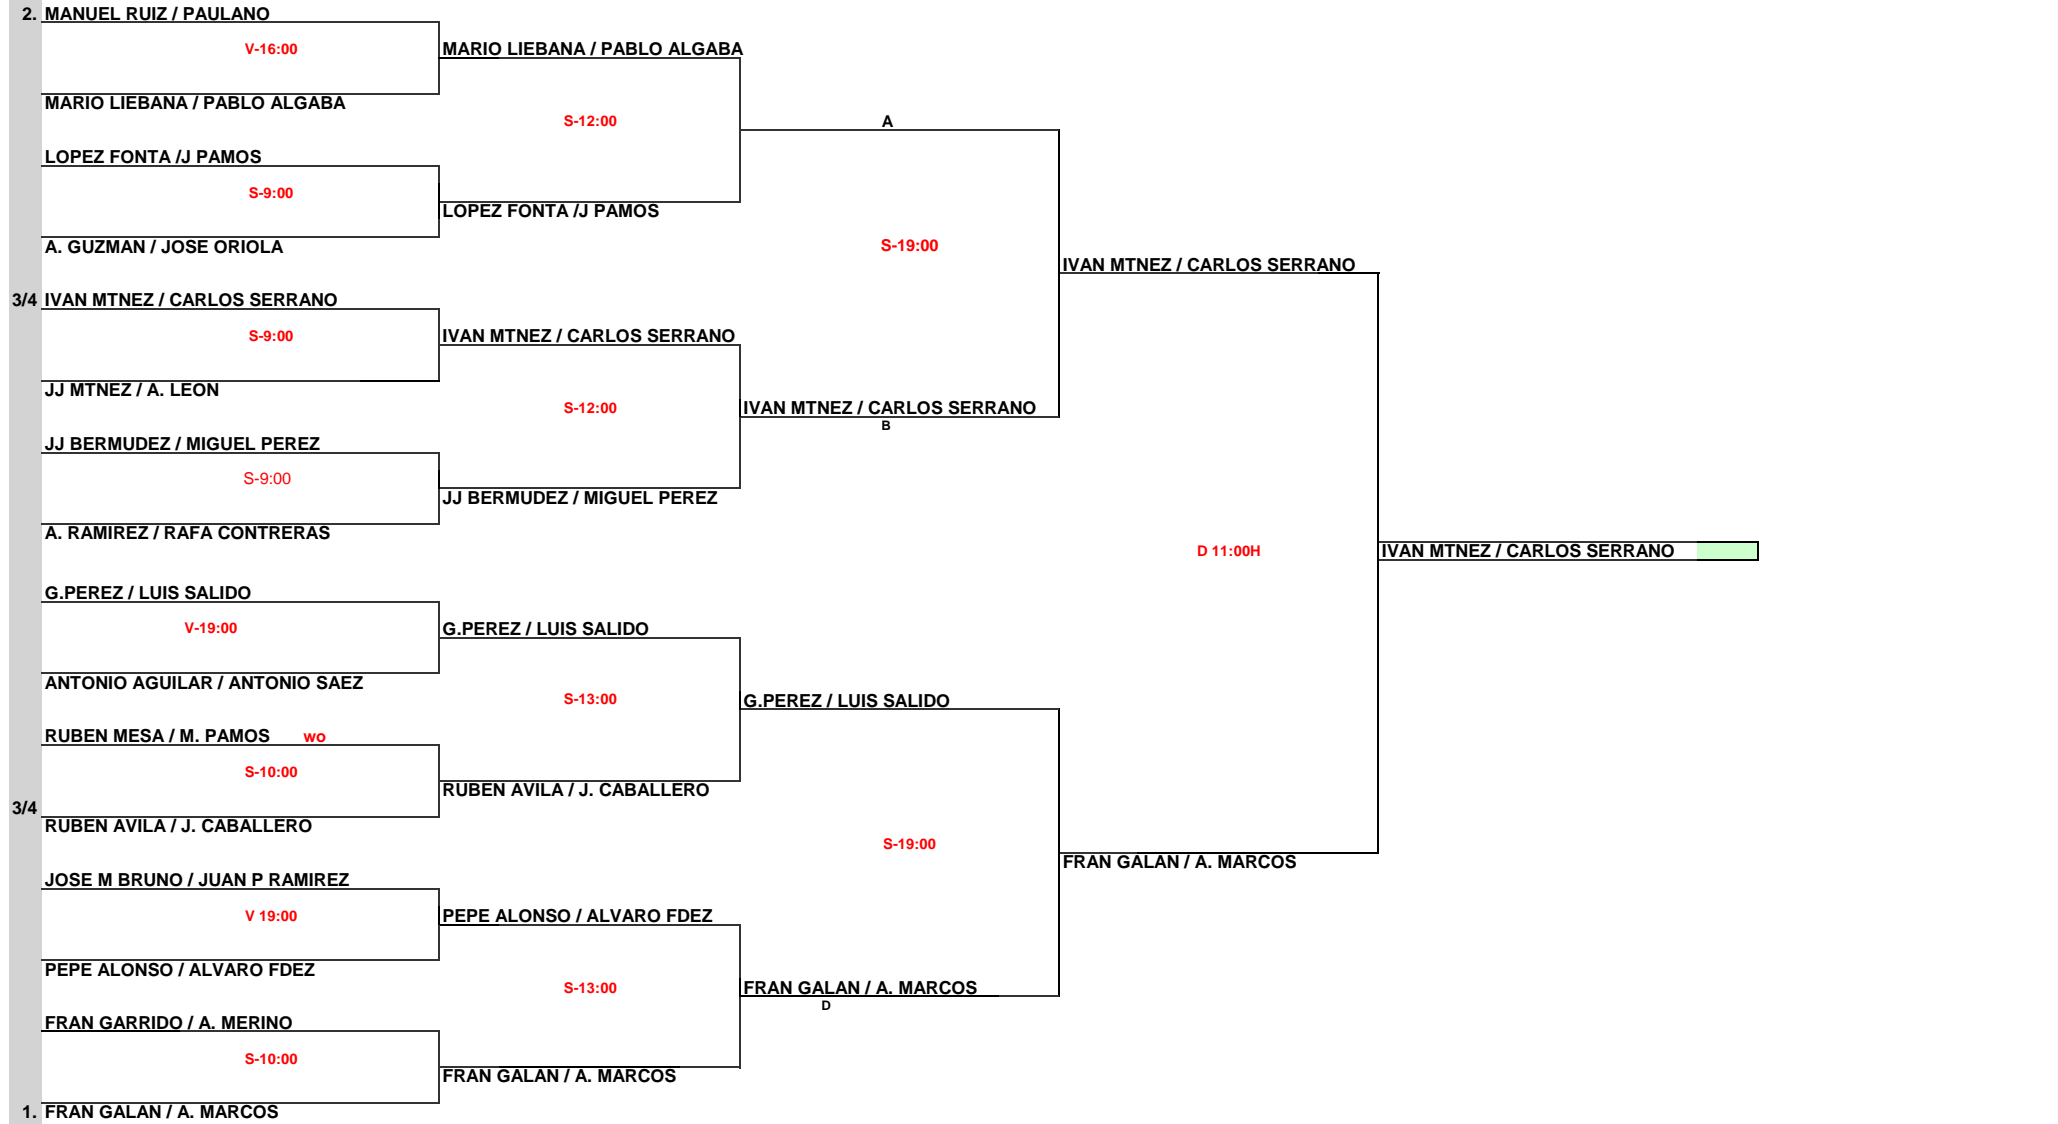 2. MANUEL RUIZ / PAULANO
V-16:00
MARIO LIEBANA / PABLO ALGABA
MARIO LIEBANA / PABLO ALGABA
S-12:00
A
LOPEZ FONTA /J PAMOS
S-9:00
LOPEZ FONTA /J PAMOS
A. GUZMAN / JOSE ORIOLA
S-19:00
IVAN MTNEZ / CARLOS SERRANO
3/4 IVAN MTNEZ / CARLOS SERRANO
S-9:00
IVAN MTNEZ / CARLOS SERRANO
JJ MTNEZ / A. LEON
S-12:00
IVAN MTNEZ / CARLOS SERRANO
B
JJ BERMUDEZ / MIGUEL PEREZ
S-9:00
JJ BERMUDEZ / MIGUEL PEREZ
A. RAMIREZ / RAFA CONTRERAS
D 11:00H
IVAN MTNEZ / CARLOS SERRANO
G.PEREZ / LUIS SALIDO
V-19:00
G.PEREZ / LUIS SALIDO
ANTONIO AGUILAR / ANTONIO SAEZ
S-13:00
G.PEREZ / LUIS SALIDO
RUBEN MESA / M. PAMOS wo
S-10:00
RUBEN AVILA / J. CABALLERO
3/4
RUBEN AVILA / J. CABALLERO
S-19:00
FRAN GALAN / A. MARCOS
JOSE M BRUNO / JUAN P RAMIREZ
V 19:00
PEPE ALONSO / ALVARO FDEZ
PEPE ALONSO / ALVARO FDEZ
S-13:00
FRAN GALAN / A. MARCOS
D
FRAN GARRIDO / A. MERINO
S-10:00
FRAN GALAN / A. MARCOS
1. FRAN GALAN / A. MARCOS